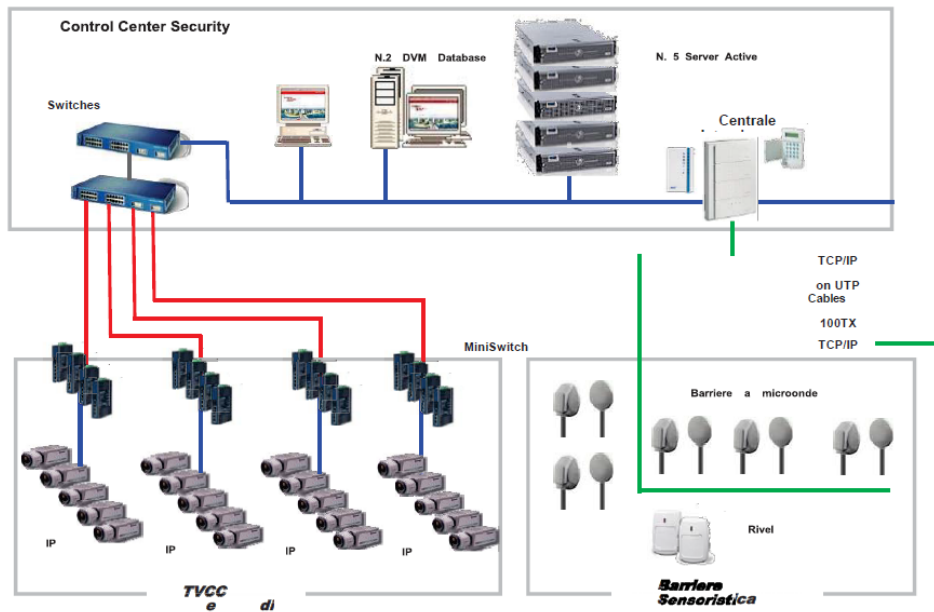 Control Center Security
N.2 DVM Database
N. 5 Server Active
Switches
Centrale
TCP/IP
on UTP
Cables
100TX
TCP/IP
MiniSwitch
Barriere a microonde
IP
IP
IP
IP
Rivel
TVCC
e di
Barriere
Sensoristica